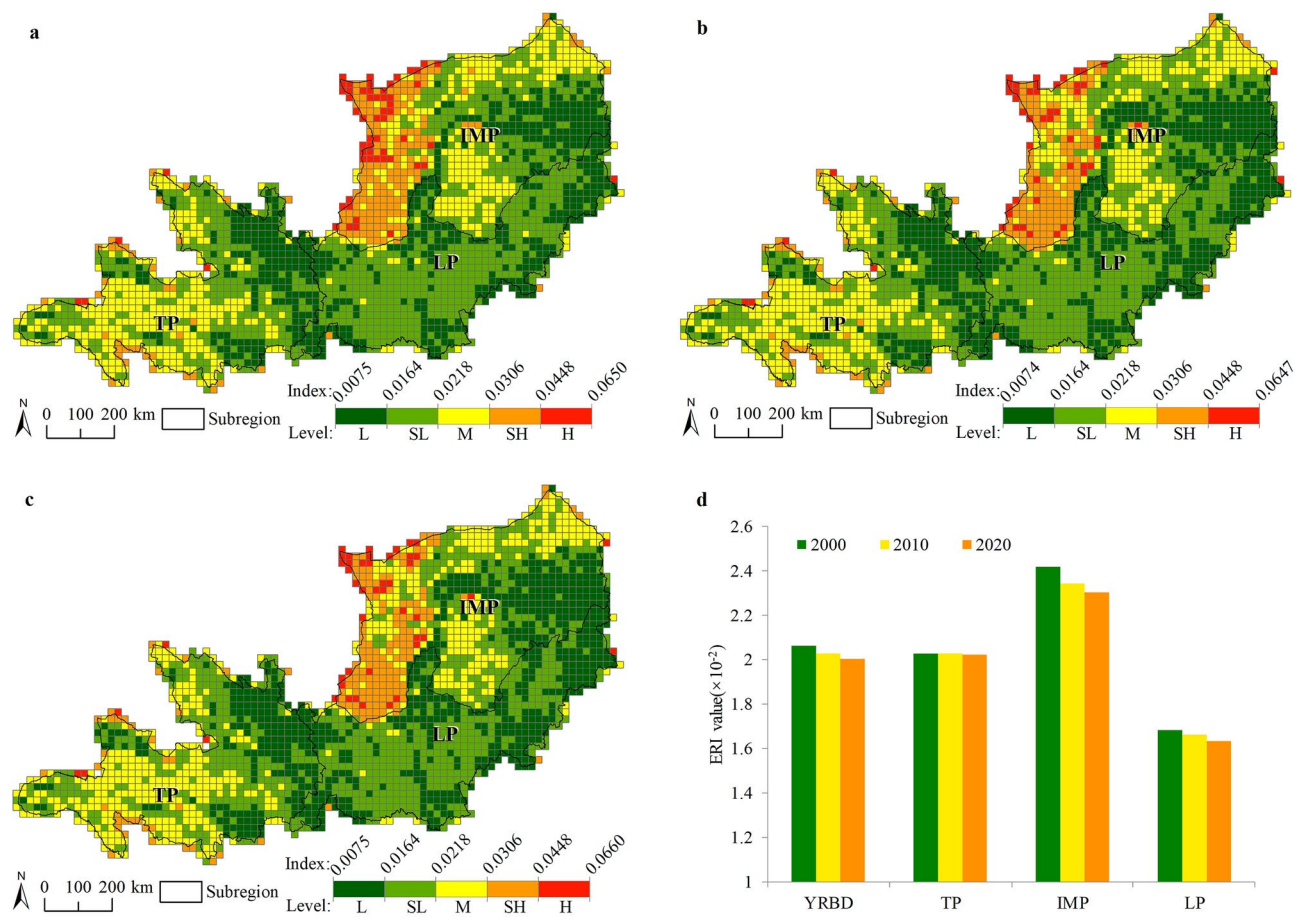 a
IMP
LP
TP
Index: 0.0075 0.0164 0.0218 0.0306 0.0448 0.0650
N 0 100 200 km Subregion
Level: L SL M SH H
b
IMP
LP
TP
Index: 0.0074 0.0164 0.0218 0.0306 0.0448 0.0647
N 0 100 200 km Subregion
Level: L SL M SH H
c
IMP
LP
TP
Index: 0.0075 0.0164 0.0218 0.0306 0.0448 0.0660
N 0 100 200 km Subregion
Level: L SL M SH H
d
2000 2010 2020
ERI value(×10⁻²)
2.6
2.4
2.2
2
1.8
1.6
1.4
1.2
1
YRBD TP IMP LP